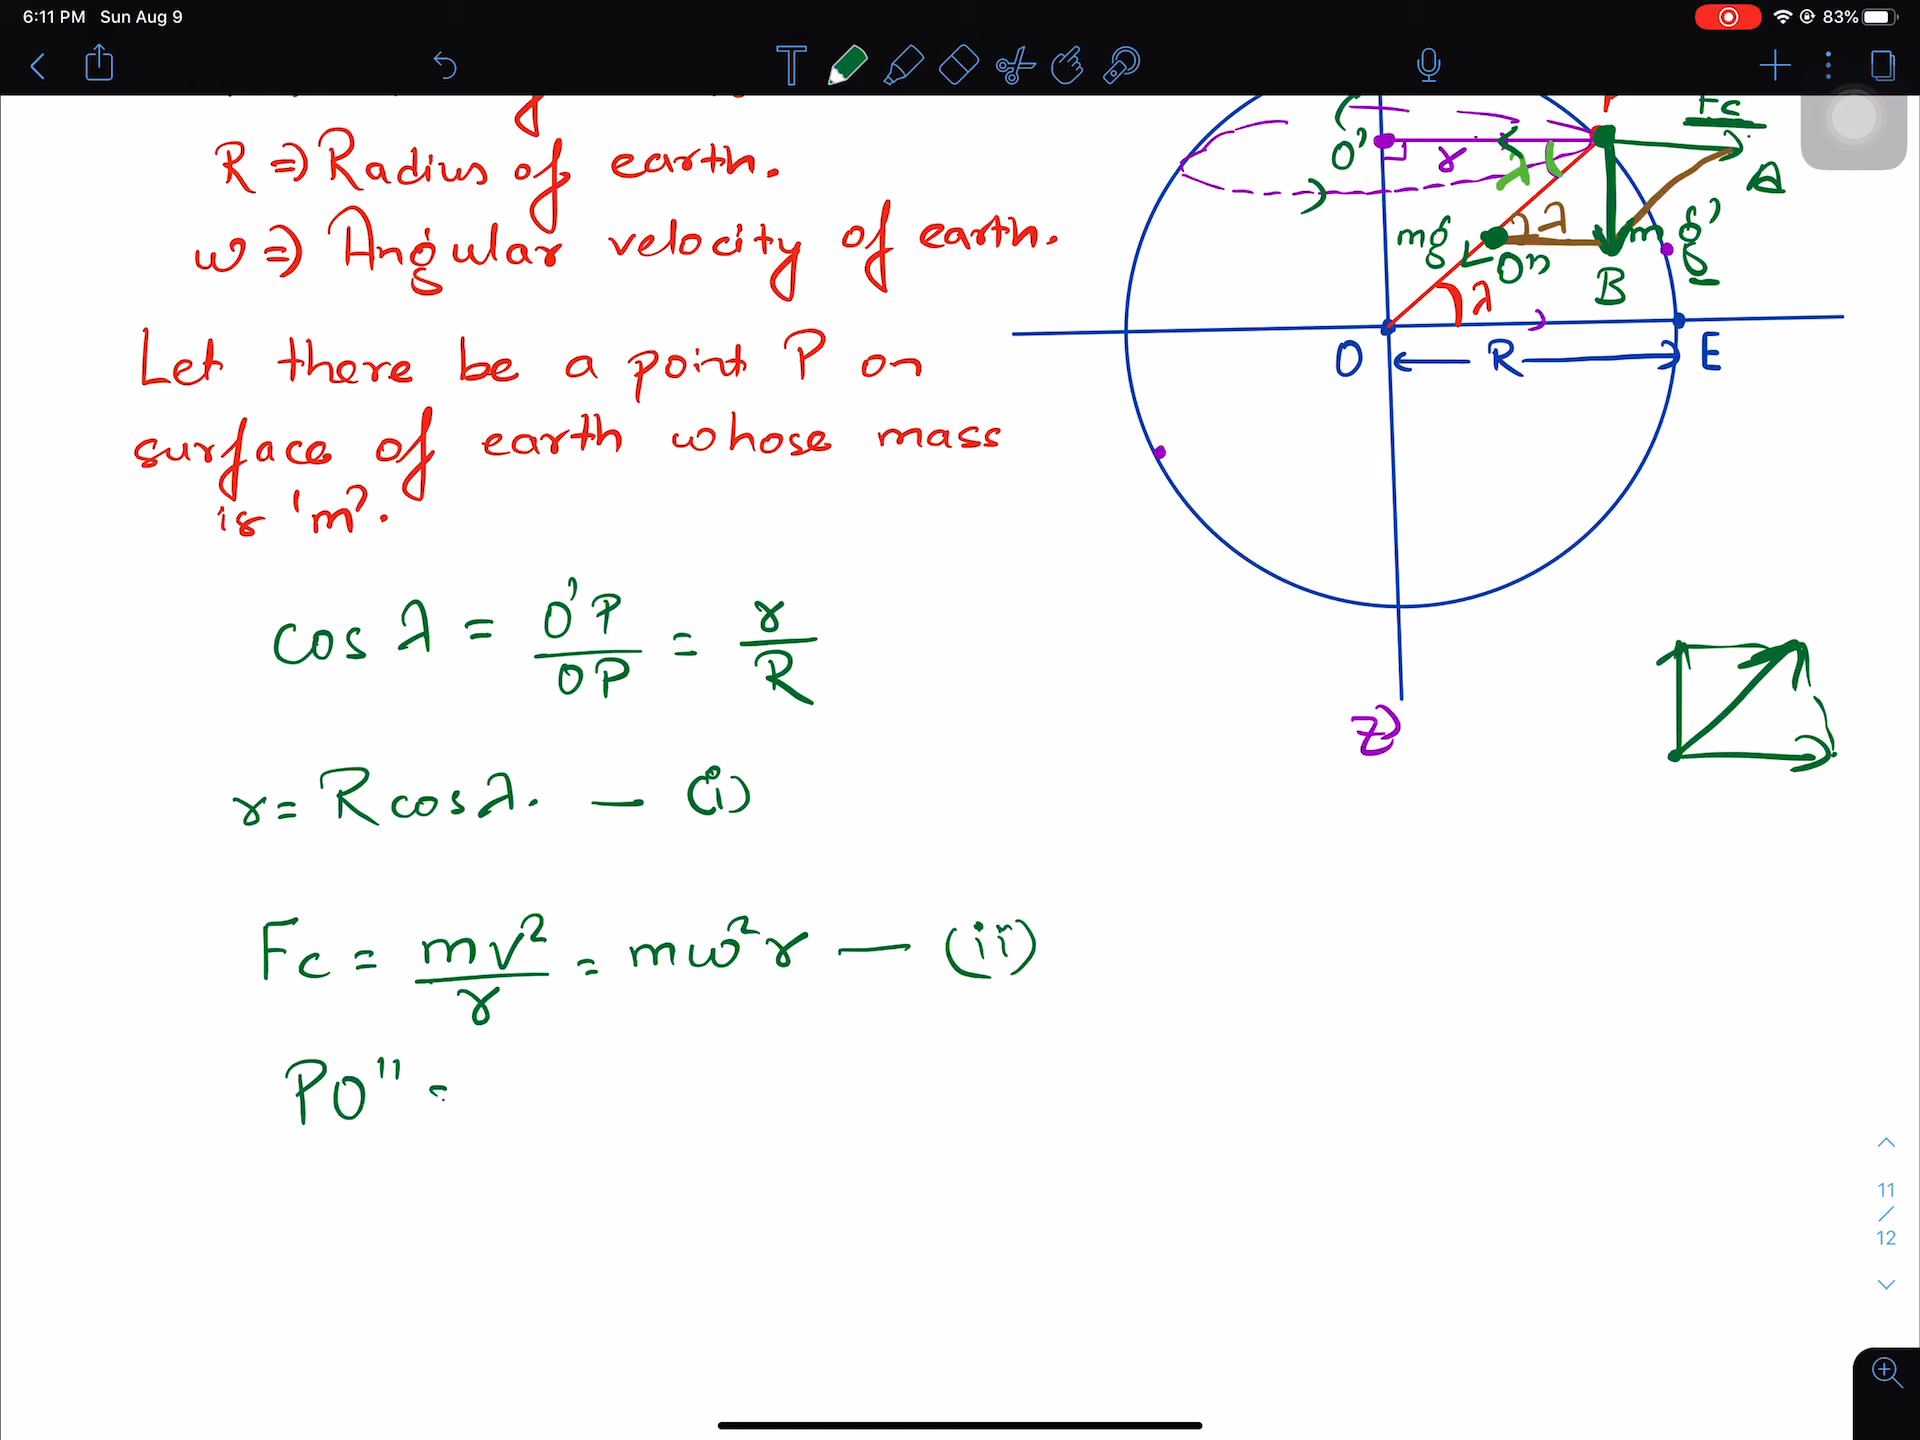 6:11 PM Sun Aug 9
83%
T
R ⇒ Radius of earth.
ω ⇒ Angular velocity of earth.
Let there be a point P on
surface of earth whose mass
is 'm'.
cos λ = O'P / OP = r / R
r = R cos λ. — (i)
Fc = mv² / r = mω²r — (ii)
PO'' =
Fc
O'
r
λ
A
mg
λ
O''
m g'
B
λ
O
R
E
Z'
11
/
12